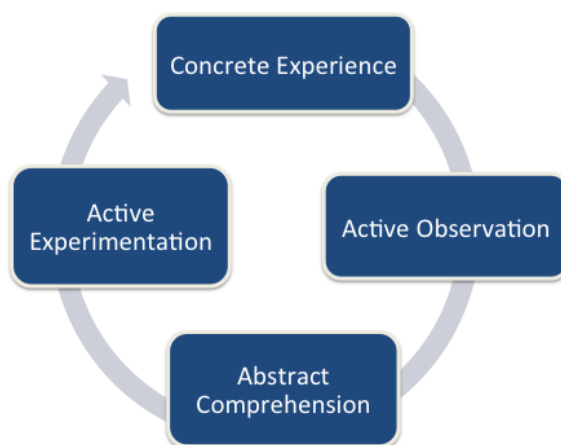 Concrete Experience
Active Observation
Abstract
Comprehension
Active
Experimentation